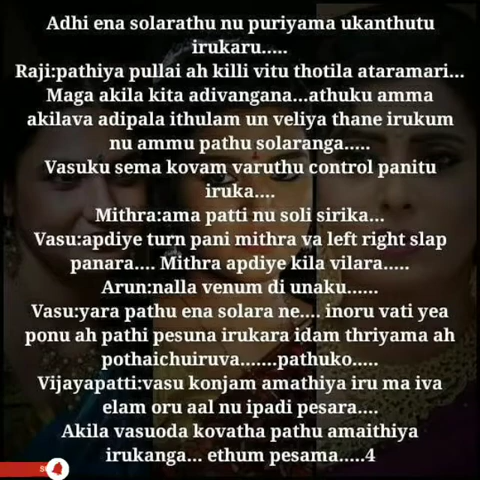 Adhi ena solarathu nu puriyama ukanthutu
irukaru.....
Raji:pathiya pullai ah killi vitu thotila ataramari...
Maga akila kita adivangana...athuku amma
akilava adipala ithulam un veliya thane irukum
nu ammu pathu solaranga.....
Vasuku sema kovam varuthu control panitu
iruka....
Mithra:ama patti nu soli sirika...
Vasu:apdiye turn pani mithra va left right slap
panara.... Mithra apdiye kila vilara.....
Arun:nalla venum di unaku......
Vasu:yara pathu ena solara ne.... inoru vati yea
ponu ah pathi pesuna irukara idam thriyama ah
pothaichuiruva.......pathuko.....
Vijayapatti:vasu konjam amathiya iru ma iva
elam oru aal nu ipadi pesara....
Akila vasuoda kovatha pathu amaithiya
irukanga... ethum pesama.....4